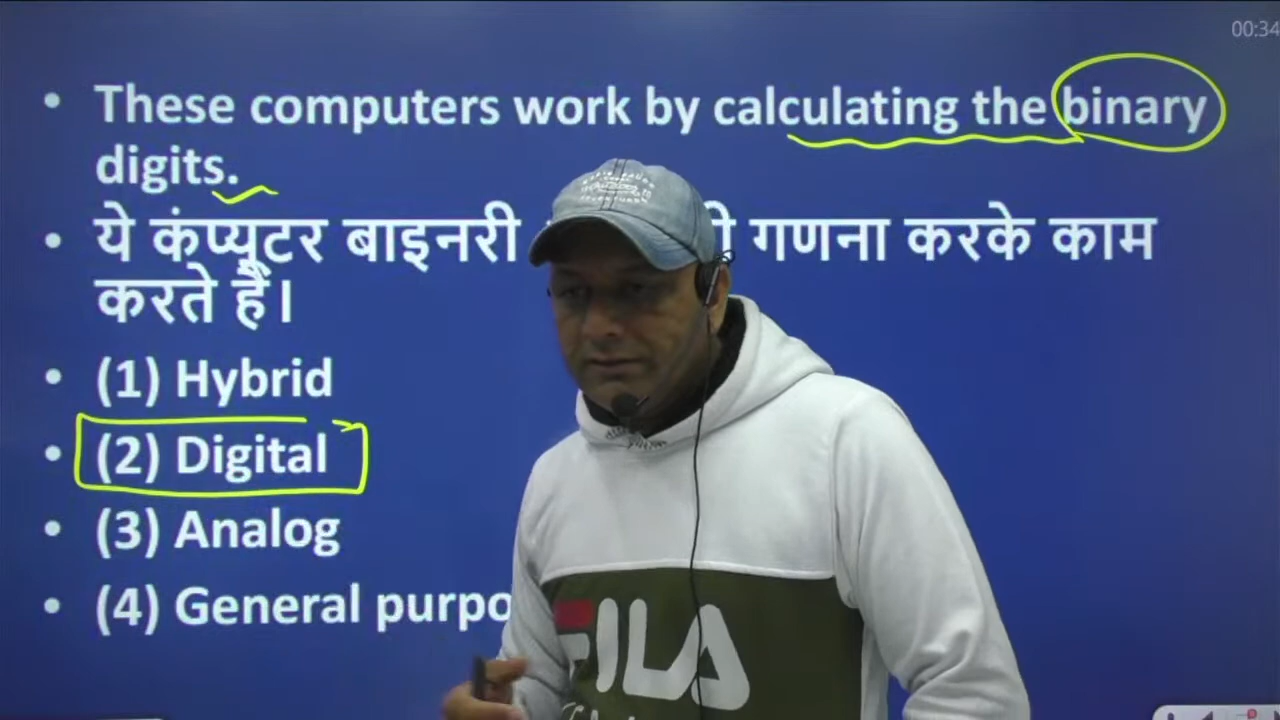 00:34
• These computers work by calculating the binary
digits.
• ये कंप्यूटर बाइनरी गणना करके काम
करते हैं।
• (1) Hybrid
• (2) Digital
• (3) Analog
• (4) General purpo
FILA